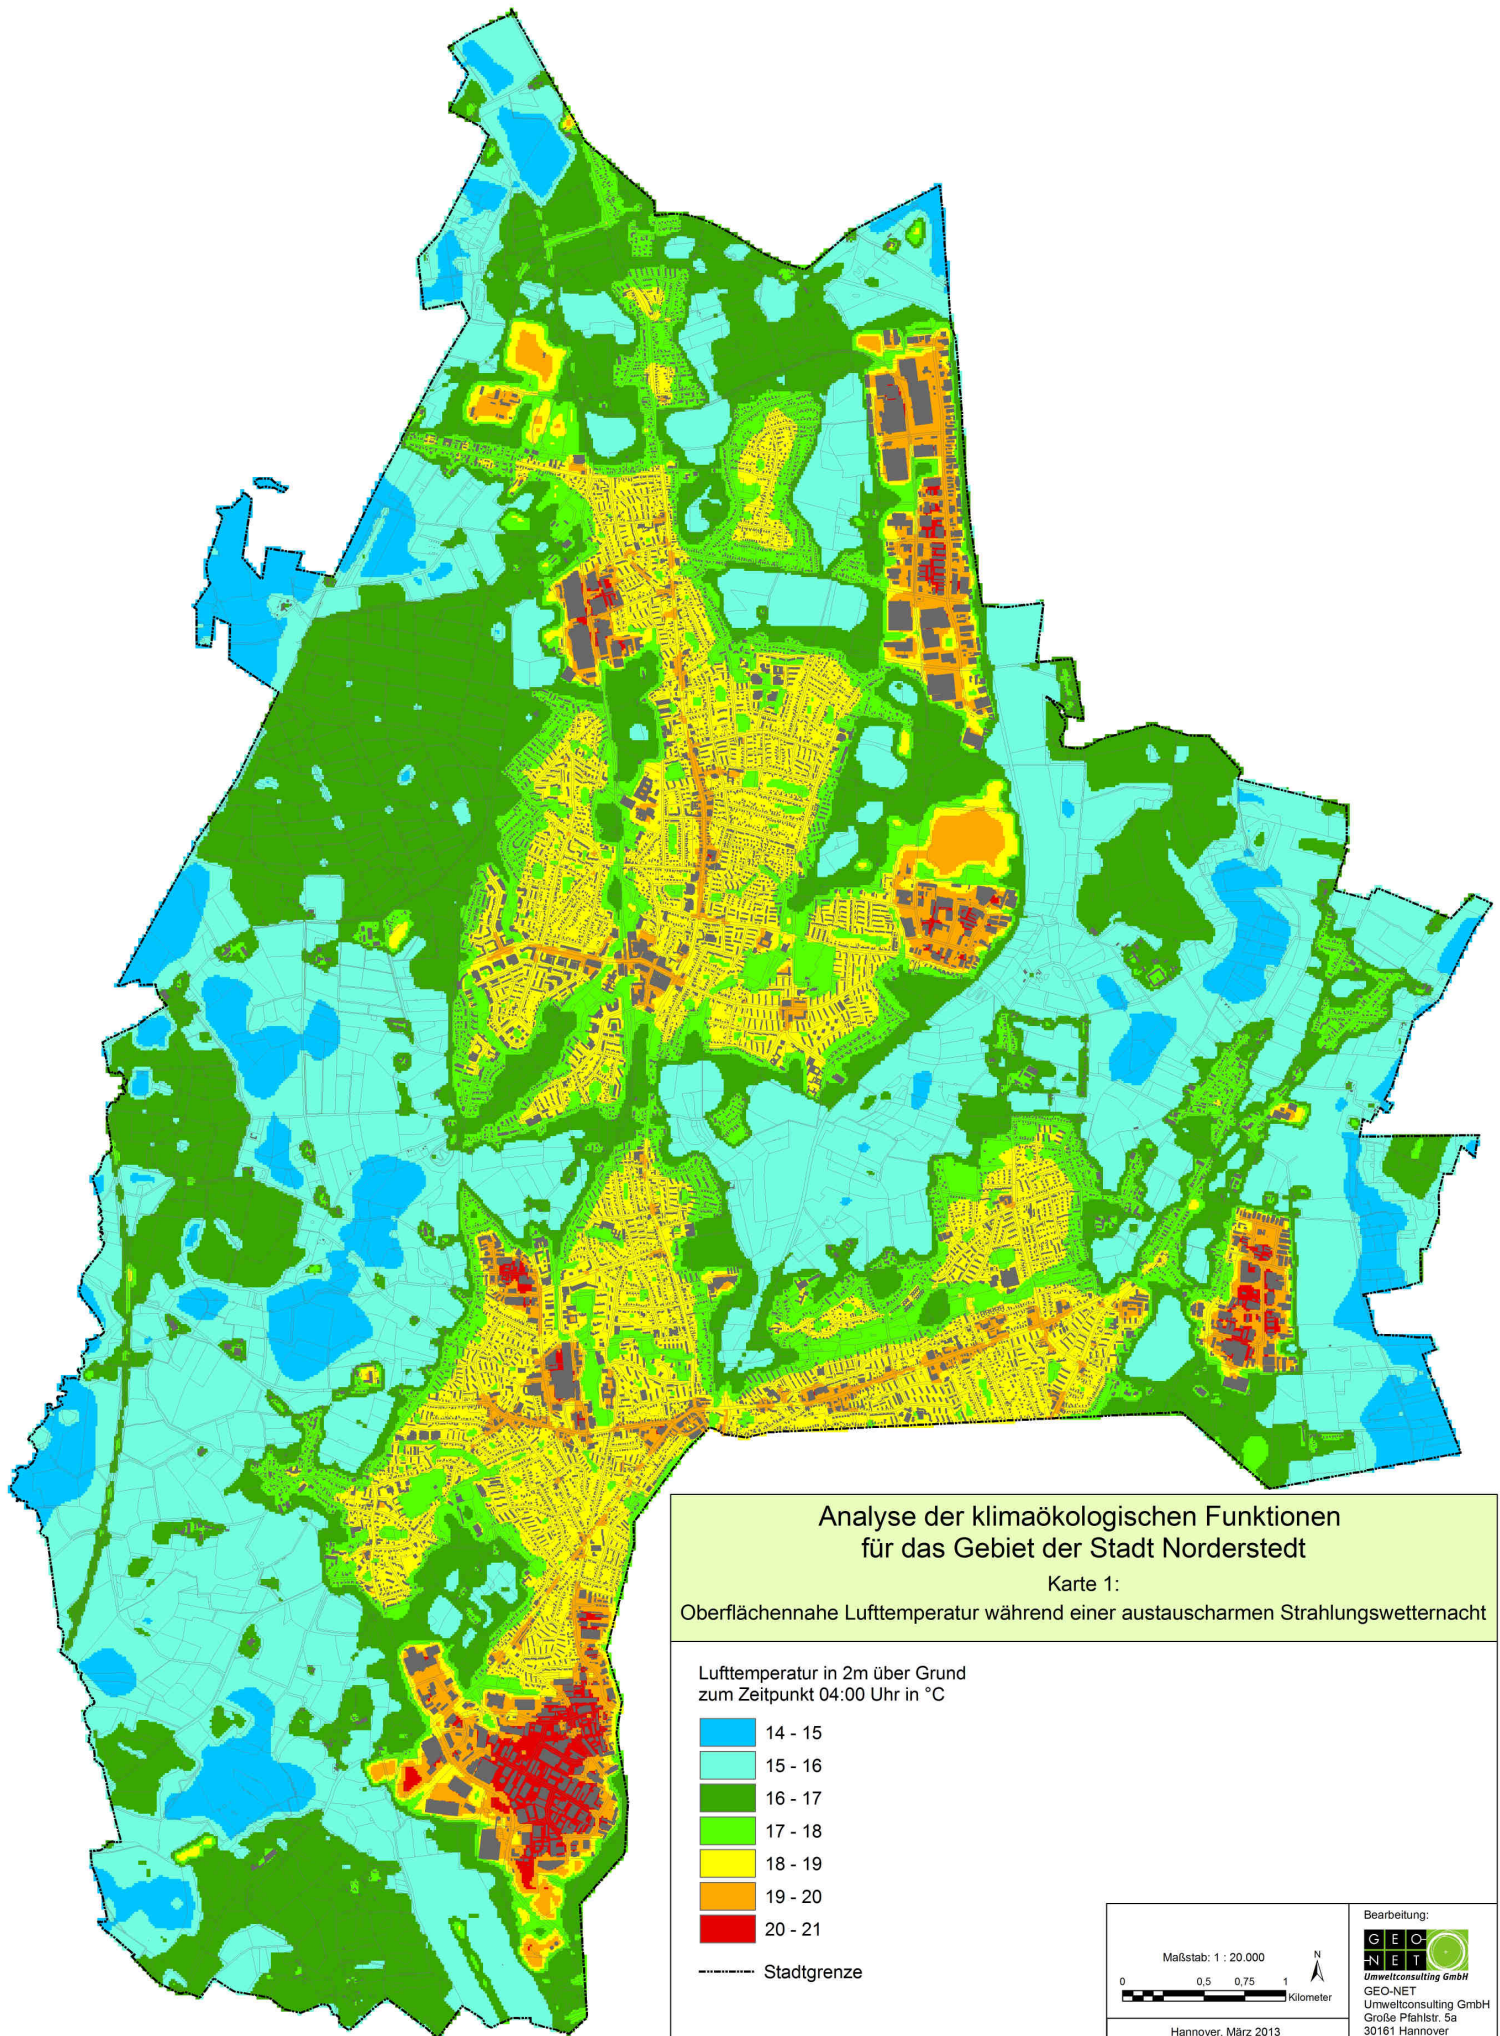 Analyse der klimaökologischen Funktionen
für das Gebiet der Stadt Norderstedt
Karte 1:
Oberflächennahe Lufttemperatur während einer austauscharmen Strahlungswetternacht
Lufttemperatur in 2m über Grund
zum Zeitpunkt 04:00 Uhr in °C
14 - 15
15 - 16
16 - 17
17 - 18
18 - 19
19 - 20
20 - 21
Stadtgrenze
Maßstab: 1 : 20.000
N
0 0,5 0,75 1
Kilometer
Hannover, März 2013
Bearbeitung:
GEO-
NET
Umweltconsulting GmbH
GEO-NET
Umweltconsulting GmbH
Große Pfahlstr. 5a
30161 Hannover